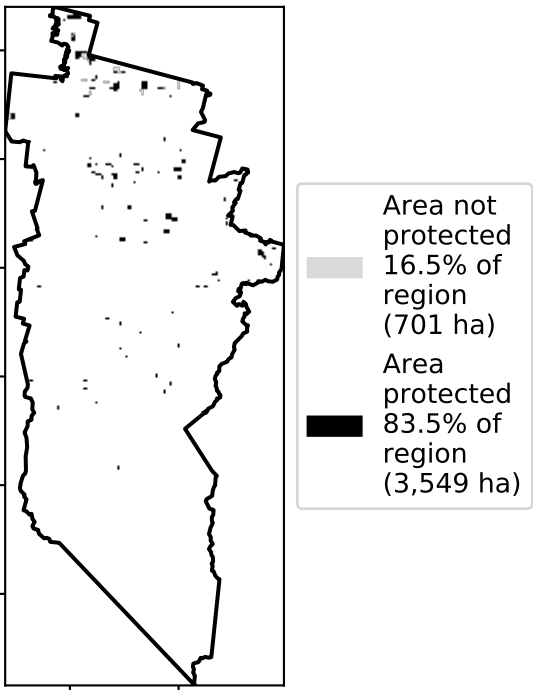 Area not
protected
16.5% of
region
(701 ha)
Area
protected
83.5% of
region
(3,549 ha)